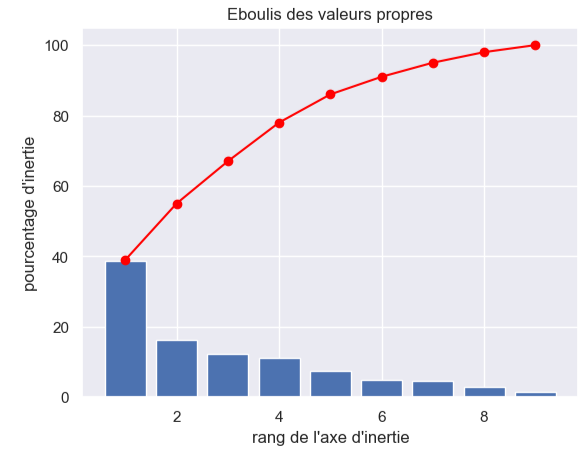 Eboulis des valeurs propres
100
80
60
40
20
0
pourcentage d'inertie
2 4 6 8
rang de l'axe d'inertie